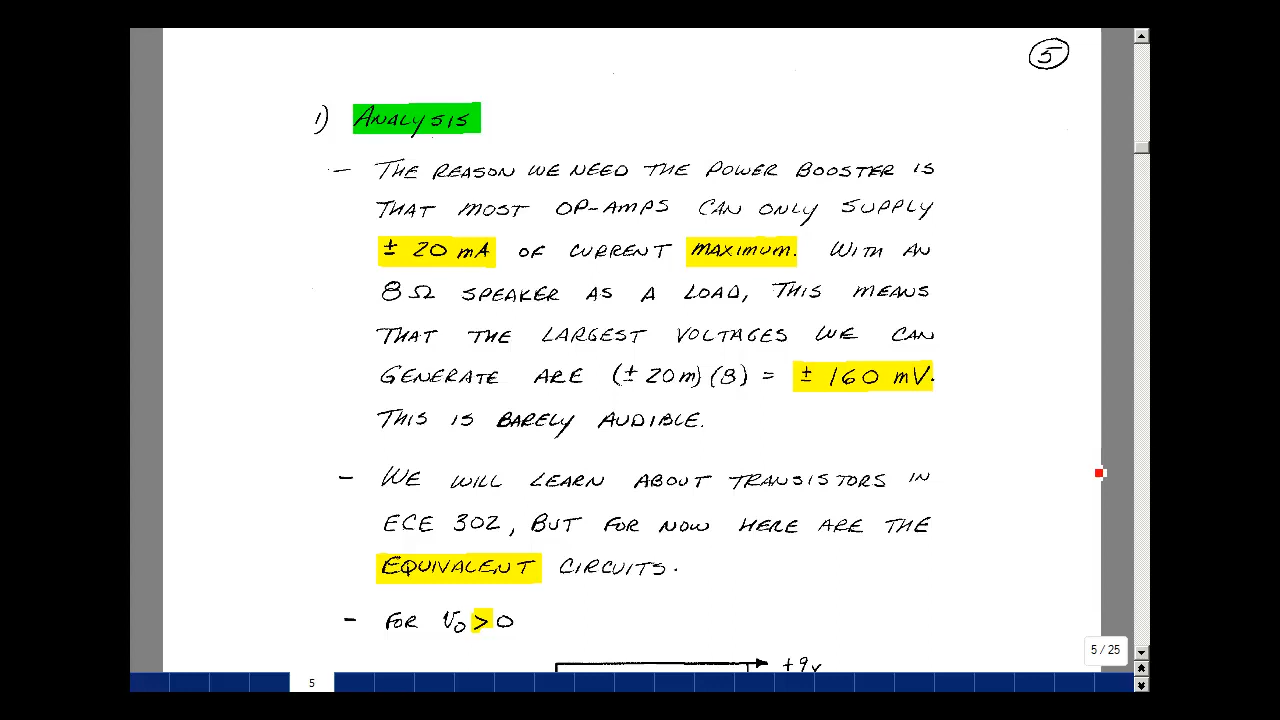 5
1) ANALYSIS
- THE REASON WE NEED THE POWER BOOSTER IS
THAT MOST OP-AMPS CAN ONLY SUPPLY
± 20 mA OF CURRENT MAXIMUM. WITH AN
8 Ω SPEAKER AS A LOAD, THIS MEANS
THAT THE LARGEST VOLTAGES WE CAN
GENERATE ARE (± 20m)(8) = ± 160 mV.
THIS IS BARELY AUDIBLE.
- WE WILL LEARN ABOUT TRANSISTORS IN
ECE 302, BUT FOR NOW HERE ARE THE
EQUIVALENT CIRCUITS.
- FOR V₀ > 0
+9v
5 / 25
5